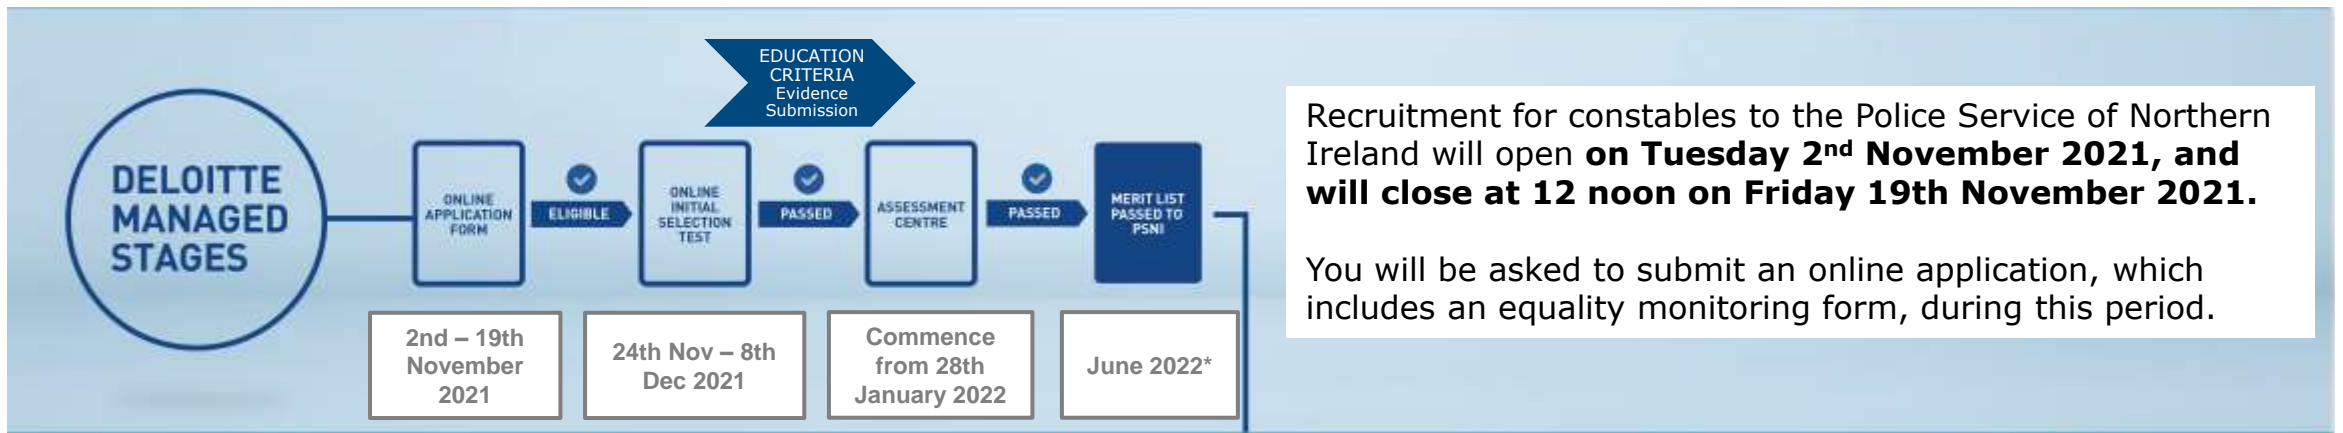 EDUCATION
CRITERIA
Evidence
Submission
DELOITTE
MANAGED
STAGES
ONLINE
APPLICATION
FORM
ELIGIBLE
ONLINE
INITIAL
SELECTION
TEST
PASSED
ASSESSMENT
CENTRE
PASSED
MERIT LIST
PASSED TO
PSNI
2nd – 19th
November
2021
24th Nov – 8th
Dec 2021
Commence
from 28th
January 2022
June 2022*
Recruitment for constables to the Police Service of Northern
Ireland will open on Tuesday 2nd November 2021, and
will close at 12 noon on Friday 19th November 2021.
You will be asked to submit an online application, which
includes an equality monitoring form, during this period.